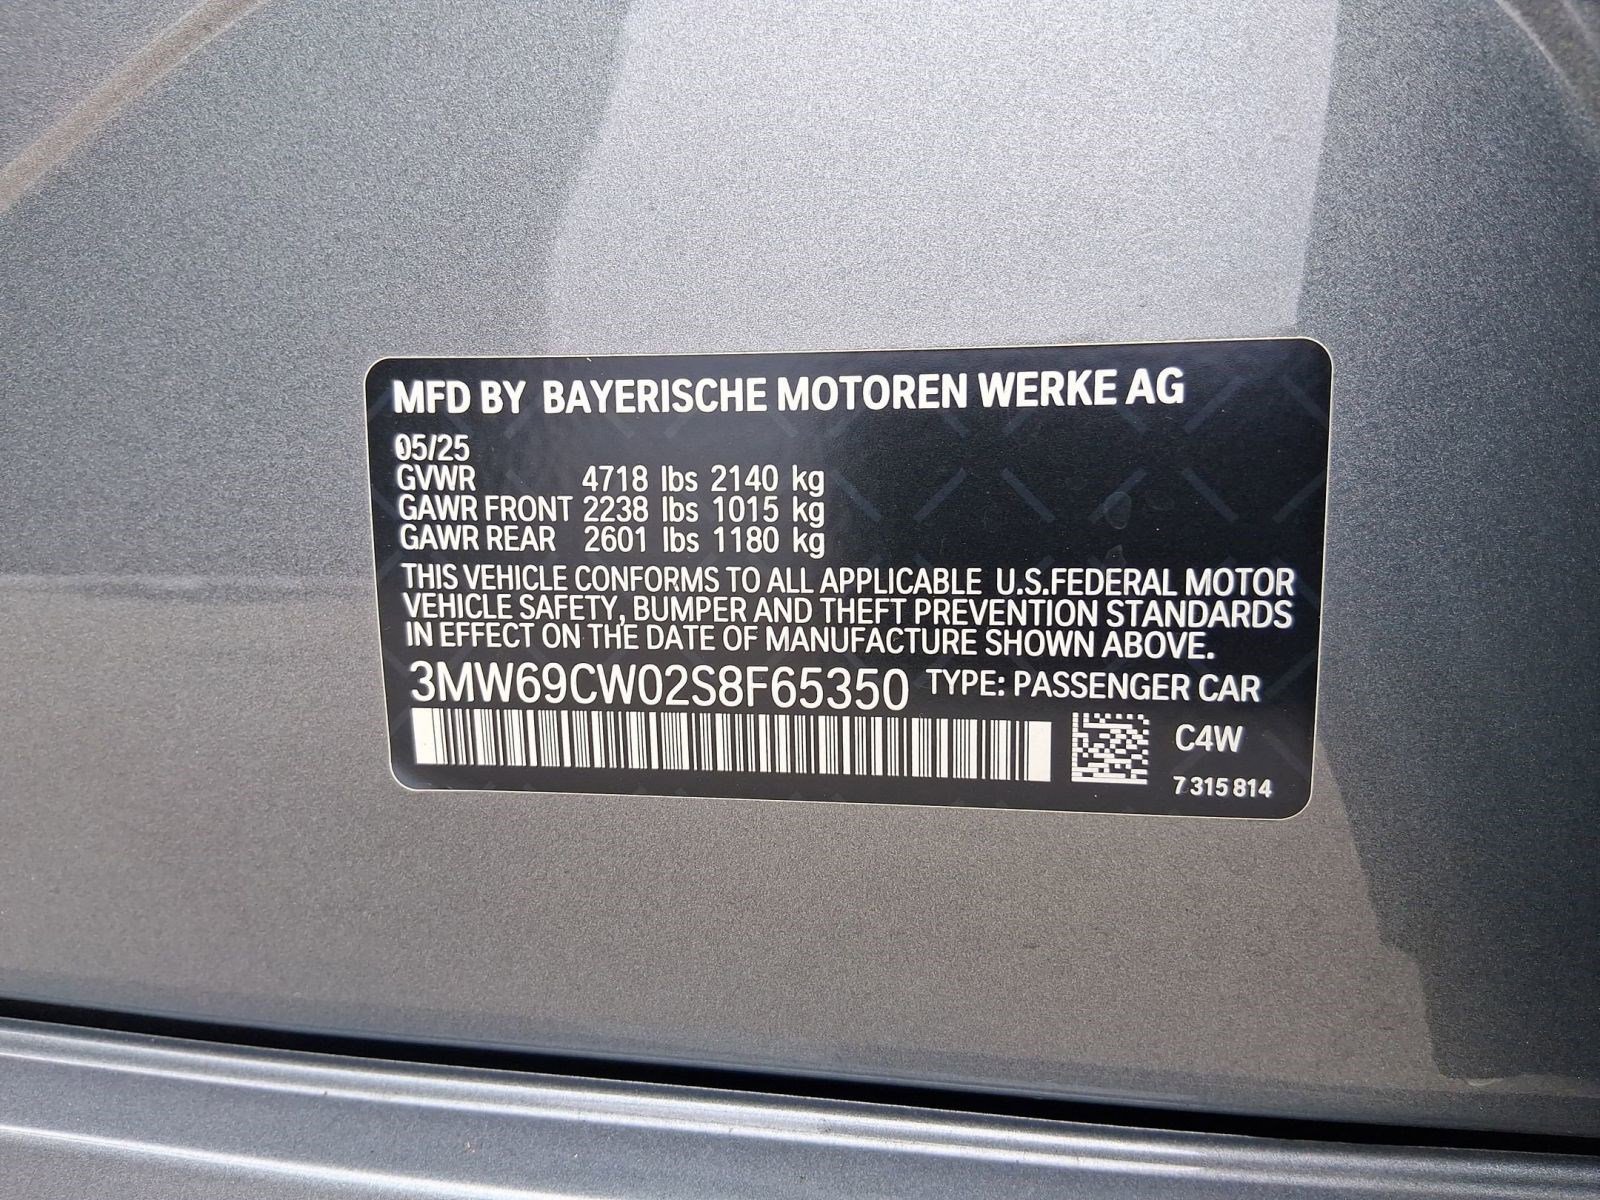 MFD BY BAYERISCHE MOTOREN WERKE AG
05/25
GVWR 4718 lbs 2140 kg
GAWR FRONT 2238 lbs 1015 kg
GAWR REAR 2601 lbs 1180 kg
THIS VEHICLE CONFORMS TO ALL APPLICABLE U.S.FEDERAL MOTOR
VEHICLE SAFETY, BUMPER AND THEFT PREVENTION STANDARDS
IN EFFECT ON THE DATE OF MANUFACTURE SHOWN ABOVE.
3MW69CW02S8F65350 TYPE: PASSENGER CAR
C4W
7 315 814